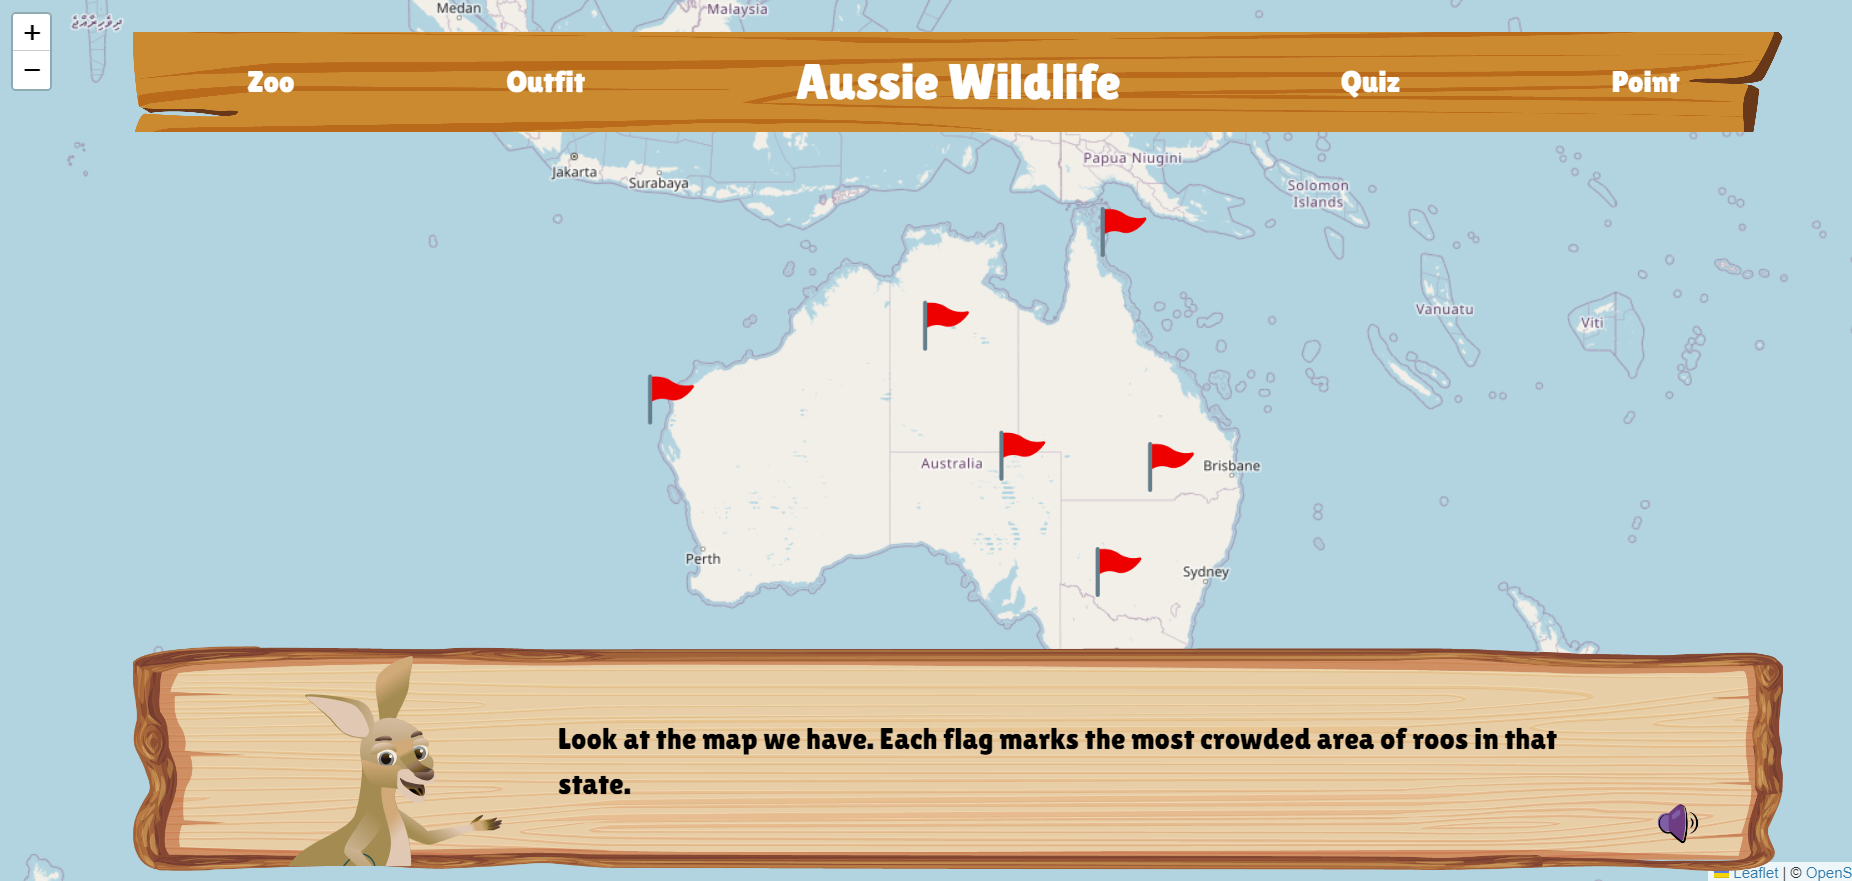 Medan
Malaysia
ދިވެހިރާއްޖެ
+
−
Zoo
Outfit
Aussie Wildlife
Quiz
Point
Jakarta
Surabaya
Papua Niugini
Solomon
Islands
Vanuatu
Viti
Australia
Brisbane
Perth
Sydney
Look at the map we have. Each flag marks the most crowded area of roos in that
state.
Leaflet | © OpenS